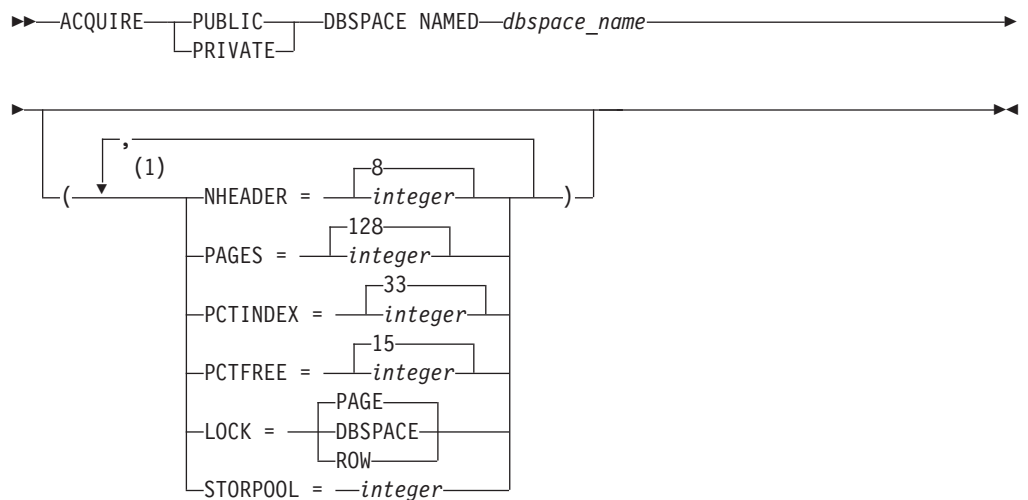 ACQUIRE PUBLIC DBSPACE NAMED dbspace_name
PRIVATE
,
(1)
( NHEADER = 8 )
integer
PAGES = 128
integer
PCTINDEX = 33
integer
PCTFREE = 15
integer
LOCK = PAGE
DBSPACE
ROW
STORPOOL = integer